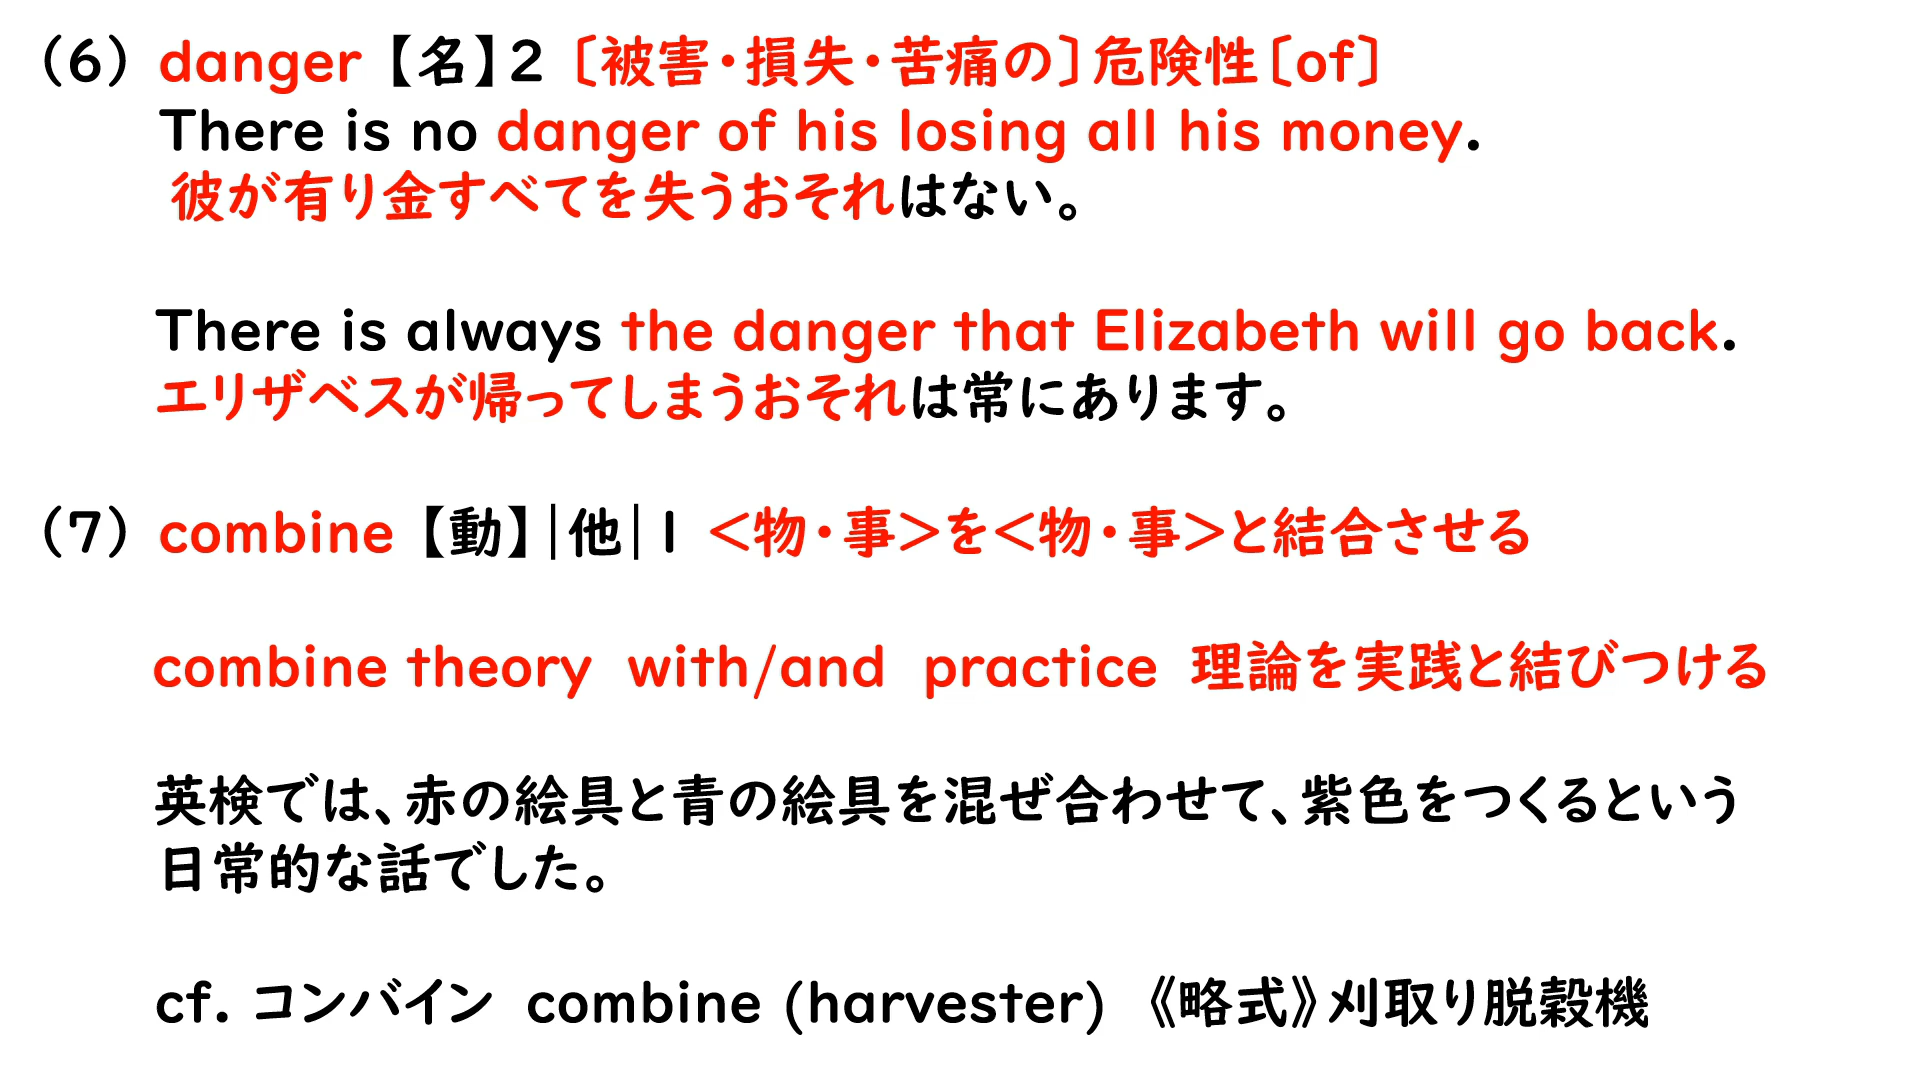 (6) danger 【名】2 〔被害・損失・苦痛の〕危険性〔of〕
There is no danger of his losing all his money.
彼が有り金すべてを失うおそれはない。
There is always the danger that Elizabeth will go back.
エリザベスが帰ってしまうおそれは常にあります。
(7) combine 【動】|他|1 <物・事>を<物・事>と結合させる
combine theory with/and practice 理論を実践と結びつける
英検では、赤の絵具と青の絵具を混ぜ合わせて、紫色をつくるという
日常的な話でした。
cf. コンバイン combine (harvester) 《略式》刈取り脱穀機